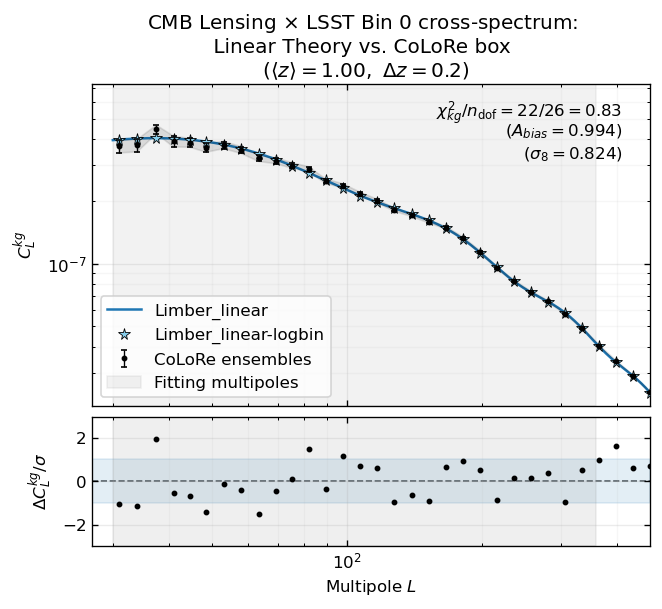 CMB Lensing × LSST Bin 0 cross-spectrum:
Linear Theory vs. CoLoRe box
(⟨z⟩ = 1.00, Δz = 0.2)
χ²_kg/n_dof = 22/26 = 0.83
(A_bias = 0.994)
(σ_8 = 0.824)
C_L^kg
10^−7
Limber_linear
Limber_linear-logbin
CoLoRe ensembles
Fitting multipoles
ΔC_L^kg/σ
2
0
−2
10^2
Multipole L